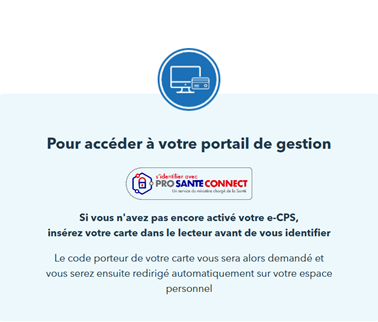 Pour accéder à votre portail de gestion
s'identifier avec
PRO SANTE CONNECT
Un service du ministère chargé de la Santé
Si vous n'avez pas encore activé votre e-CPS,
insérez votre carte dans le lecteur avant de vous identifier
Le code porteur de votre carte vous sera alors demandé et
vous serez ensuite redirigé automatiquement sur votre espace
personnel